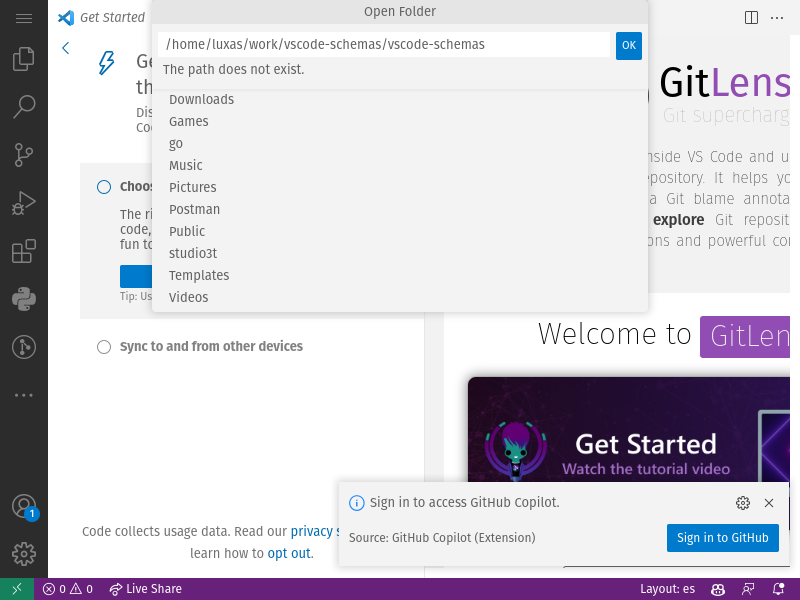 Get Started
Open Folder
/home/luxas/work/vscode-schemas/vscode-schemas
OK
The path does not exist.
Downloads
Games
go
Music
Pictures
Postman
Public
studio3t
Templates
Videos
GitLens
Git supercharg
nside VS Code and u
epository. It helps yo
a Git blame annota
explore Git reposit
ons and powerful con
Choos
The ri
code,
fun to
Tip: Us
Sync to and from other devices
Welcome to GitLen
Get Started
Watch the tutorial video
Code collects usage data. Read our privacy s
learn how to opt out.
Sign in to access GitHub Copilot.
Source: GitHub Copilot (Extension)
Sign in to GitHub
1
0 0 Live Share
Layout: es